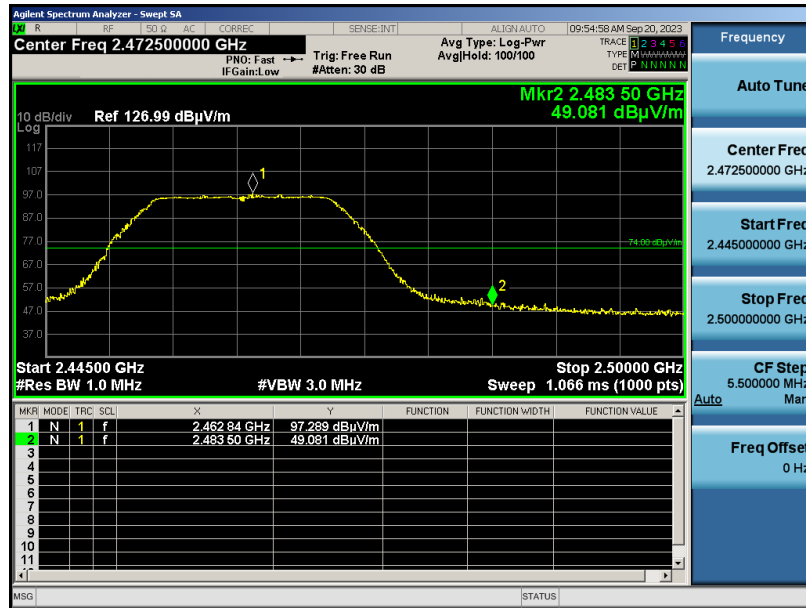 Agilent Spectrum Analyzer - Swept SA
LXI R RF 50 Ω AC CORREC SENSE:INT ALIGN AUTO 09:54:58 AM Sep 20, 2023
Center Freq 2.472500000 GHz
PNO: Fast
IFGain:Low
Trig: Free Run
#Atten: 30 dB
Avg Type: Log-Pwr
Avg|Hold: 100/100
TRACE 1 2 3 4 5 6
TYPE M
DET P N N N N N
Mkr2 2.483 50 GHz
49.081 dBµV/m
10 dB/div Ref 126.99 dBµV/m
Log
117
107
97.0
87.0
77.0
67.0
57.0
47.0
37.0
1
2
74.00 dBµV/m
Start 2.44500 GHz Stop 2.50000 GHz
#Res BW 1.0 MHz #VBW 3.0 MHz Sweep 1.066 ms (1000 pts)
MKR MODE TRC SCL X Y FUNCTION FUNCTION WIDTH FUNCTION VALUE
1 N 1 f 2.462 84 GHz 97.289 dBµV/m
2 N 1 f 2.483 50 GHz 49.081 dBµV/m
3
4
5
6
7
8
9
10
11
MSG STATUS
Frequency
Auto Tune
Center Freq
2.472500000 GHz
Start Freq
2.445000000 GHz
Stop Freq
2.500000000 GHz
CF Step
5.500000 MHz
Auto Man
Freq Offset
0 Hz